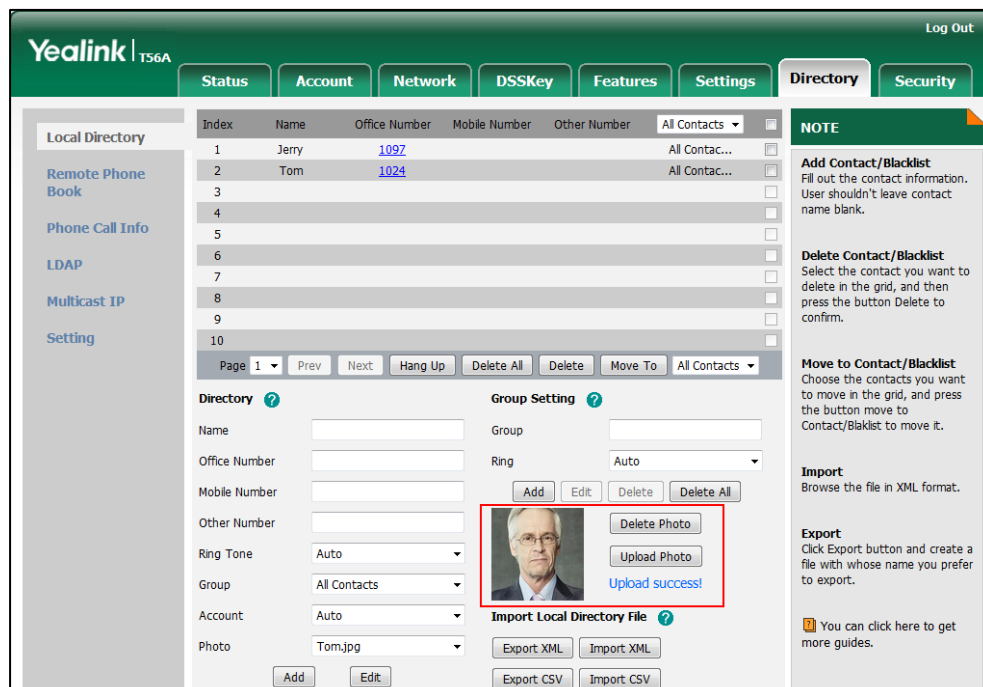 Log Out
Yealink T56A
Status Account Network DSSKey Features Settings Directory Security
Local Directory
Remote Phone
Book
Phone Call Info
LDAP
Multicast IP
Setting
Index Name Office Number Mobile Number Other Number All Contacts
1 Jerry 1097 All Contac...
2 Tom 1024 All Contac...
3
4
5
6
7
8
9
10
Page 1 Prev Next Hang Up Delete All Delete Move To All Contacts
Directory ?
Name
Office Number
Mobile Number
Other Number
Ring Tone Auto
Group All Contacts
Account Auto
Photo Tom.jpg
Add Edit
Group Setting ?
Group
Ring Auto
Add Edit Delete Delete All
Delete Photo
Upload Photo
Upload success!
Import Local Directory File ?
Export XML Import XML
Export CSV Import CSV
NOTE
Add Contact/Blacklist
Fill out the contact information.
User shouldn't leave contact
name blank.
Delete Contact/Blacklist
Select the contact you want to
delete in the grid, and then
press the button Delete to
confirm.
Move to Contact/Blacklist
Choose the contacts you want
to move in the grid, and press
the button move to
Contact/Blaklist to move it.
Import
Browse the file in XML format.
Export
Click Export button and create a
file with whose name you prefer
to export.
? You can click here to get
more guides.